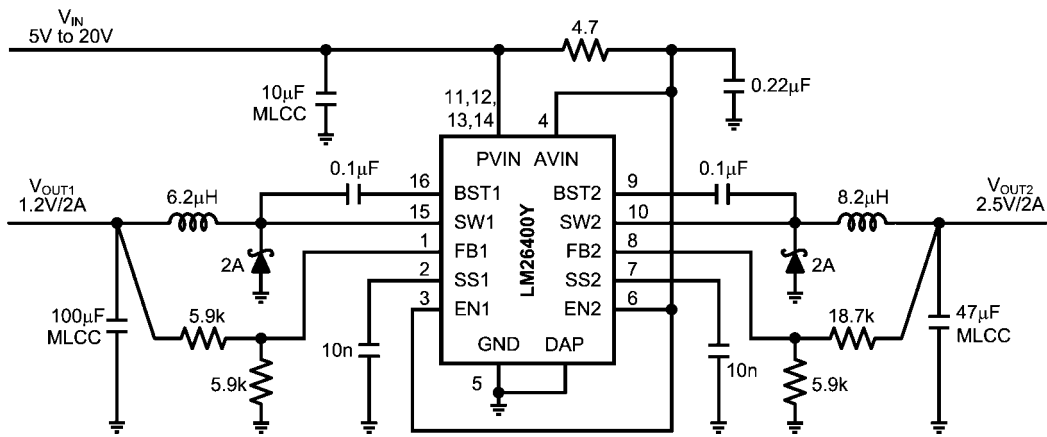 V_IN
5V to 20V
4.7
10μF
MLCC
11,12,
13,14
4
0.22μF
PVIN AVIN
0.1μF
0.1μF
V_OUT1
1.2V/2A
6.2μH
16
BST1
BST2
9
8.2μH
V_OUT2
2.5V/2A
15
SW1
SW2
10
1
FB1
FB2
8
2A
2A
2
SS1
SS2
7
3
EN1
EN2
6
LM26400Y
100μF
MLCC
5.9k
18.7k
47μF
MLCC
10n
GND DAP
10n
5.9k
5
5.9k